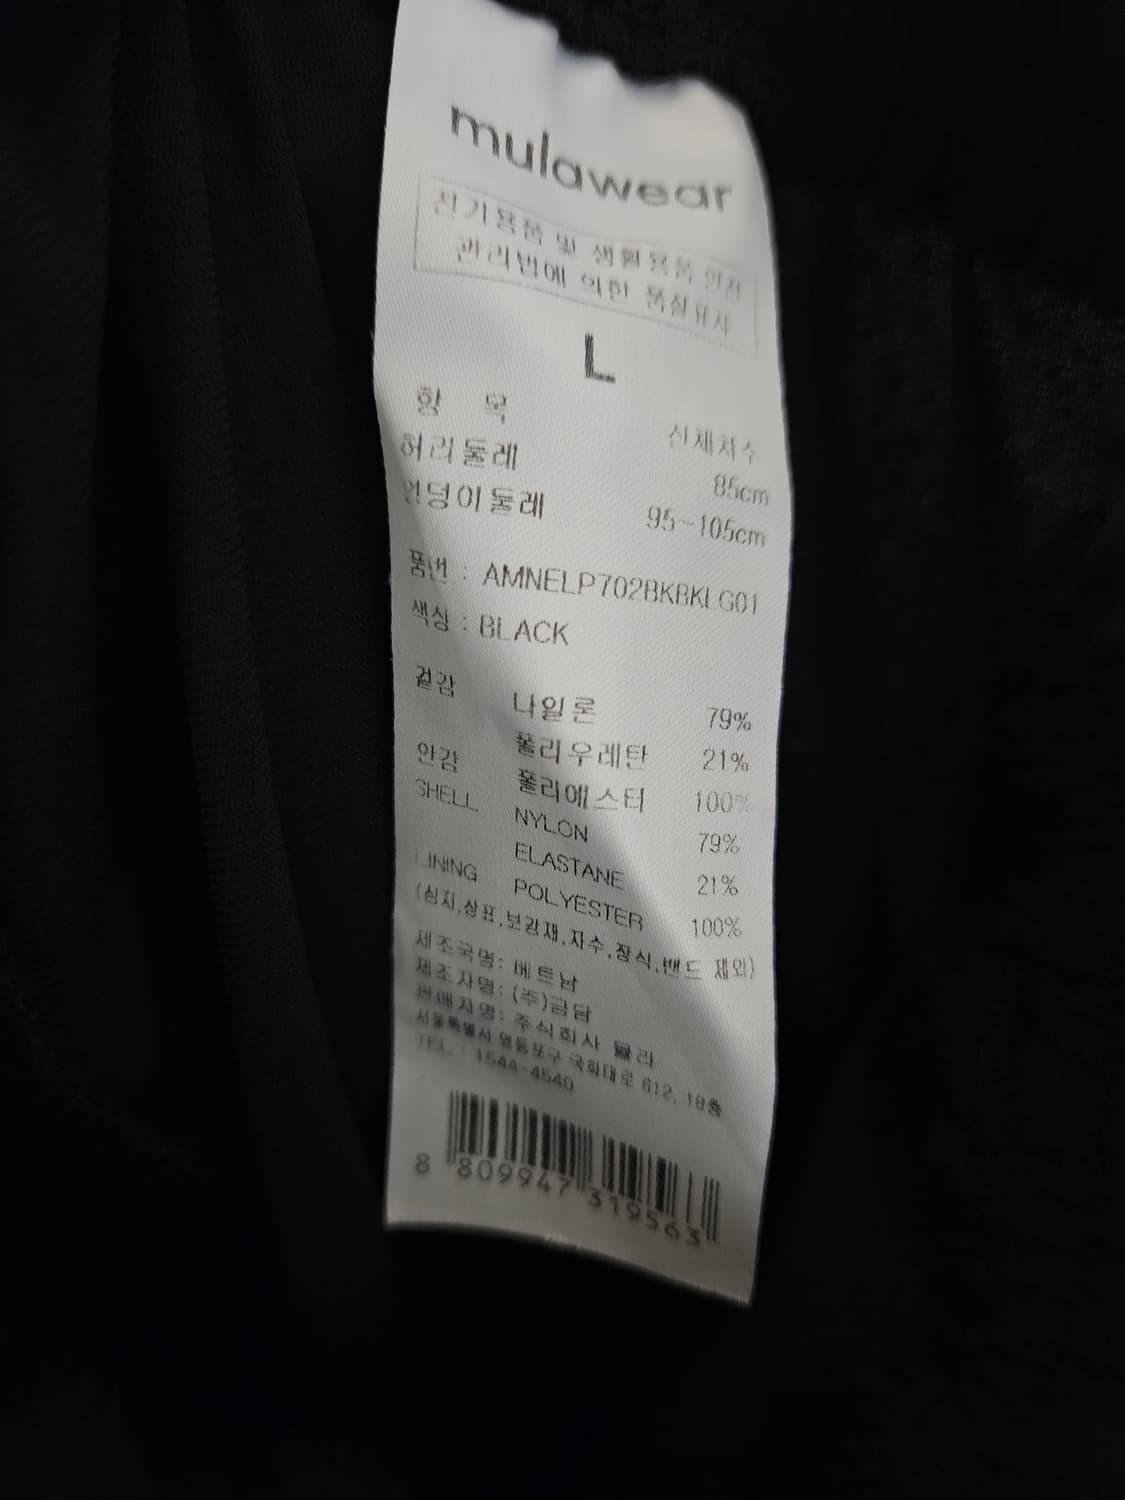 mulawear
전기용품 및 생활용품 안전
관리법에 의한 품질표시
L
항 목 신체치수
허리둘레 85cm
엉덩이둘레 95~105cm
품번 : AMNELP702BKBKLG01
색상 : BLACK
겉감 나일론 79%
폴리우레탄 21%
안감 폴리에스터 100%
SHELL NYLON 79%
ELASTANE 21%
LINING POLYESTER 100%
(심지,상표,보강재,자수,장식,밴드 제외)
제조국명: 베트남
제조자명: (주)금담
판매자명: 주식회사 뮬라
서울특별시 영등포구 국회대로 612, 18층
TEL : 1544-4540
8 809947 319563